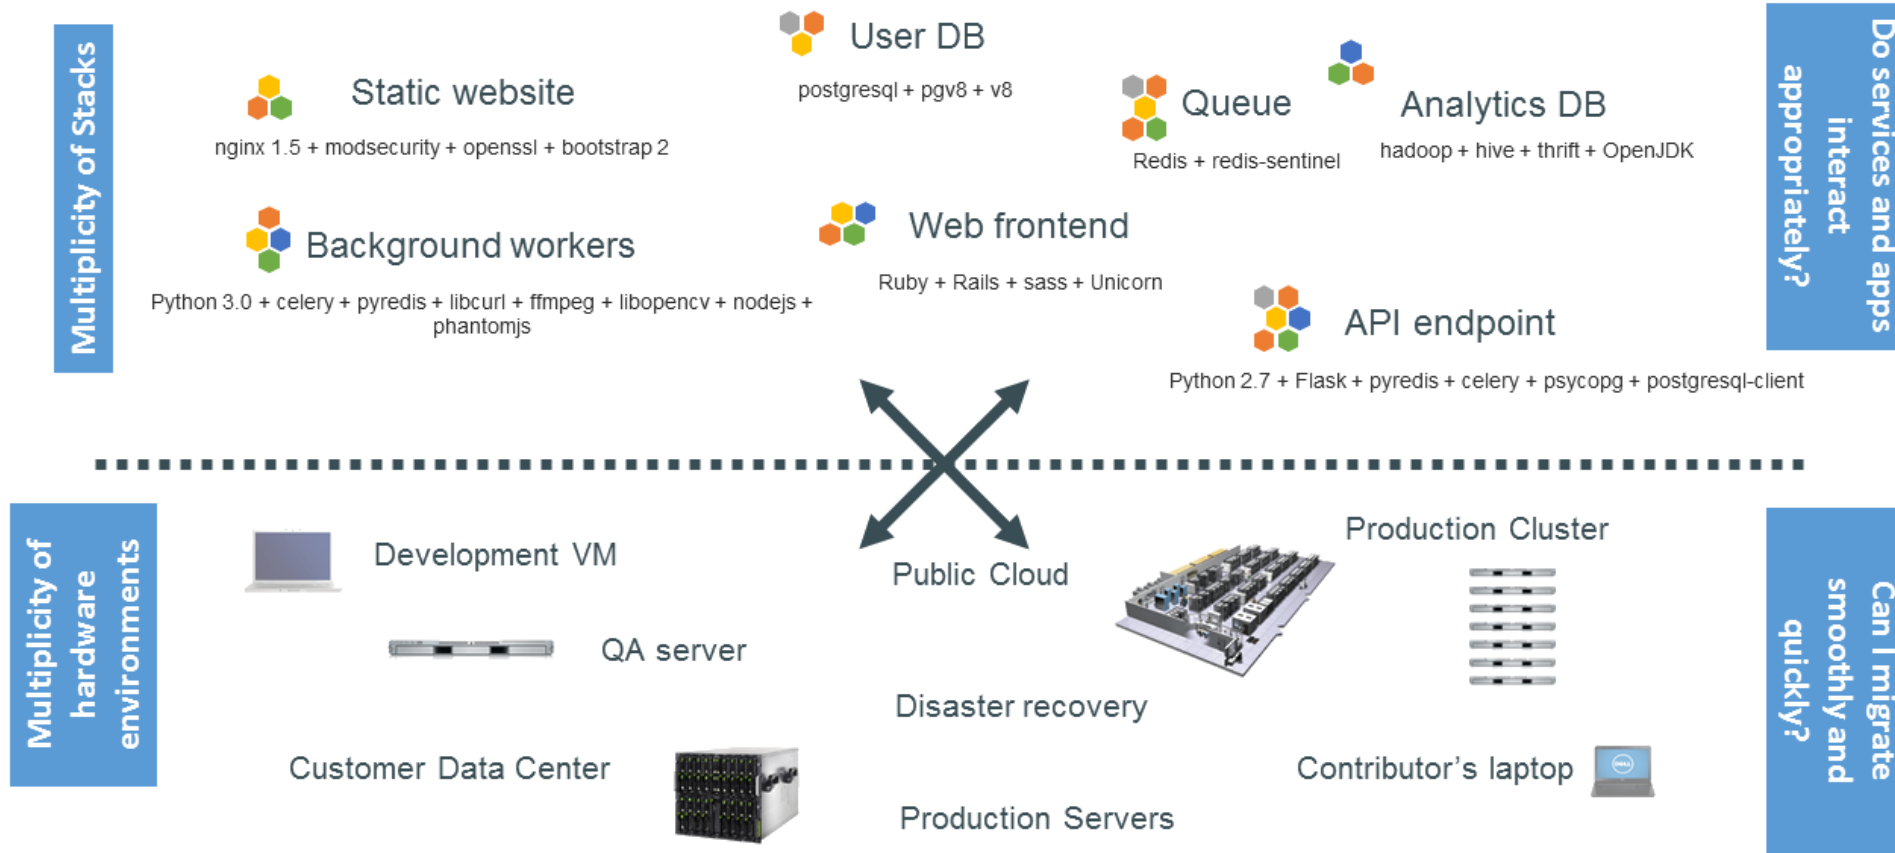 Multiplicity of Stacks
User DB
postgresql + pgv8 + v8
Static website
nginx 1.5 + modsecurity + openssl + bootstrap 2
Queue
Redis + redis-sentinel
Analytics DB
hadoop + hive + thrift + OpenJDK
Background workers
Python 3.0 + celery + pyredis + libcurl + ffmpeg + libopencv + nodejs +
phantomjs
Web frontend
Ruby + Rails + sass + Unicorn
API endpoint
Python 2.7 + Flask + pyredis + celery + psycopg + postgresql-client
Do services and apps
interact
appropriately?
Multiplicity of
hardware
environments
Development VM
QA server
Customer Data Center
Public Cloud
Disaster recovery
Production Servers
Production Cluster
Contributor’s laptop
DELL
Can I migrate
smoothly and
quickly?